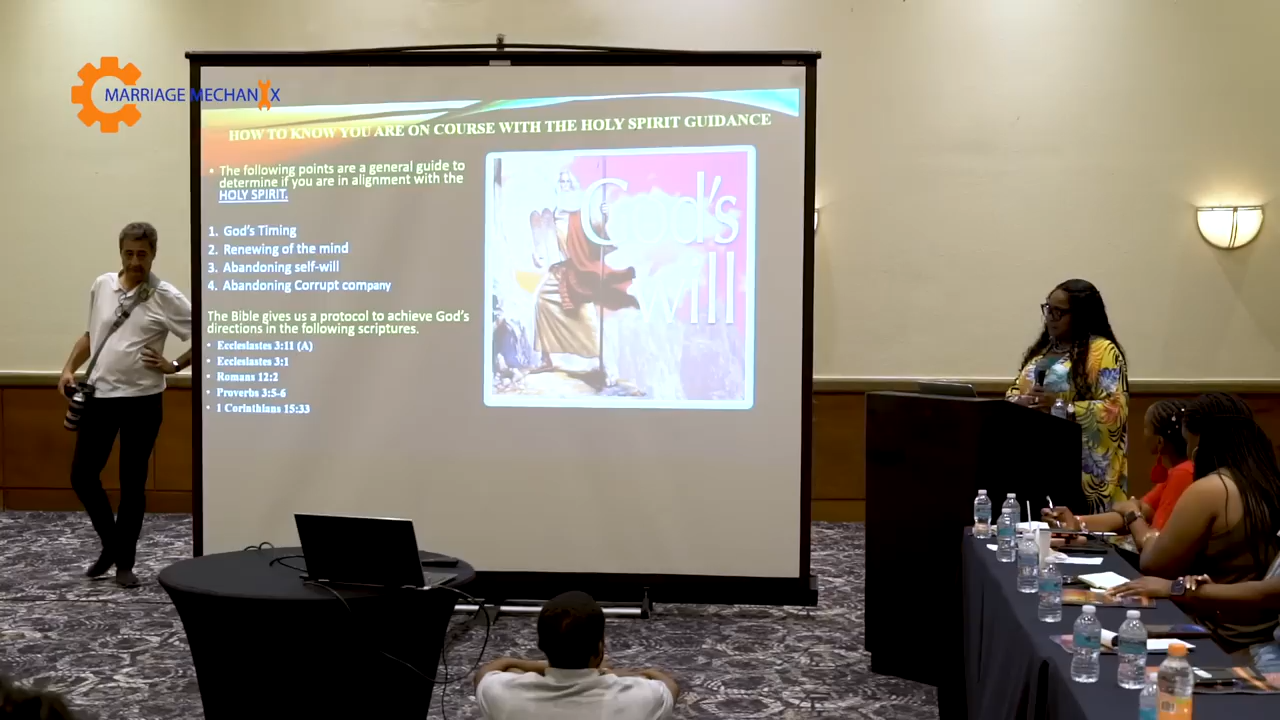 MARRIAGE MECHANIX
HOW TO KNOW YOU ARE ON COURSE WITH THE HOLY SPIRIT GUIDANCE
• The following points are a general guide to
determine if you are in alignment with the
HOLY SPIRIT.
1. God's Timing
2. Renewing of the mind
3. Abandoning self-will
4. Abandoning Corrupt company
The Bible gives us a protocol to achieve God's
directions in the following scriptures.
• Ecclesiastes 3:11 (A)
• Ecclesiastes 3:1
• Romans 12:2
• Proverbs 3:5-6
• 1 Corinthians 15:33
God's
will